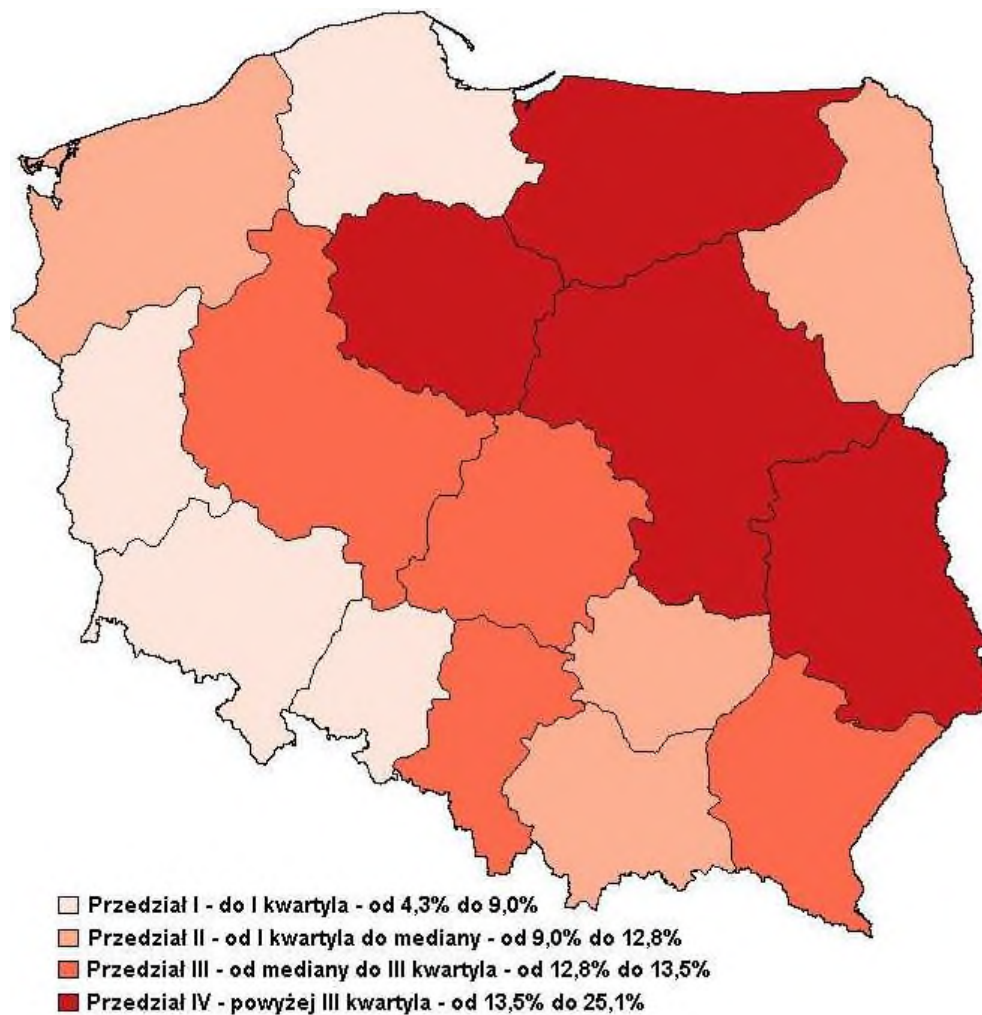 Przedział I - do I kwartyla - od 4,3% do 9,0%
Przedział II - od I kwartyla do mediany - od 9,0% do 12,8%
Przedział III - od mediany do III kwartyla - od 12,8% do 13,5%
Przedział IV - powyżej III kwartyla - od 13,5% do 25,1%